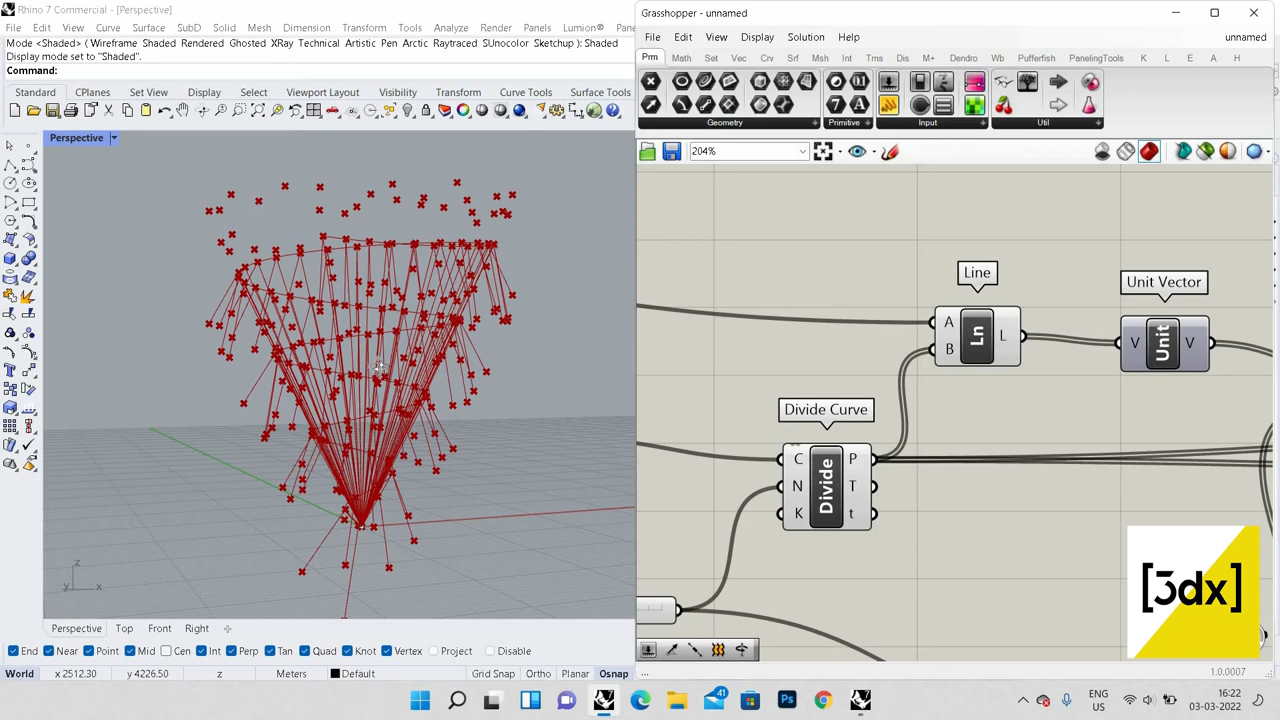 Rhino 7 Commercial - [Perspective]
File Edit View Curve Surface SubD Solid Mesh Dimension Transform Tools Analyze Render Panels Lumion® Pan
Mode <Shaded> ( Wireframe Shaded Rendered Ghosted XRay Technical Artistic Pen Arctic Raytraced SUnocolor Sketchup ): Shaded
Display mode set to "Shaded".
Command:
Standard CPlanes Set View Display Select Viewport Layout Visibility Transform Curve Tools Surface Tools
Perspective
z
y x
Perspective Top Front Right
End Near Point Mid Cen Int Perp Tan Quad Knot Vertex Project Disable
World x 2512.30 y 4226.50 z Meters Default Grid Snap Ortho Planar Osnap
Grasshopper - unnamed
File Edit View Display Solution Help unnamed
Prm Math Set Vec Crv Srf Msh Int Trns Dis M+ Dendro Wb Pufferfish PanelingTools K L E A H
Geometry Primitive Input Util
204%
Line
A
B
Ln
L
Unit Vector
V Unit V
Divide Curve
C P
N Divide T
K t
[3dx]
...
1.0.0007
41
ENG
US
16:22
03-03-2022